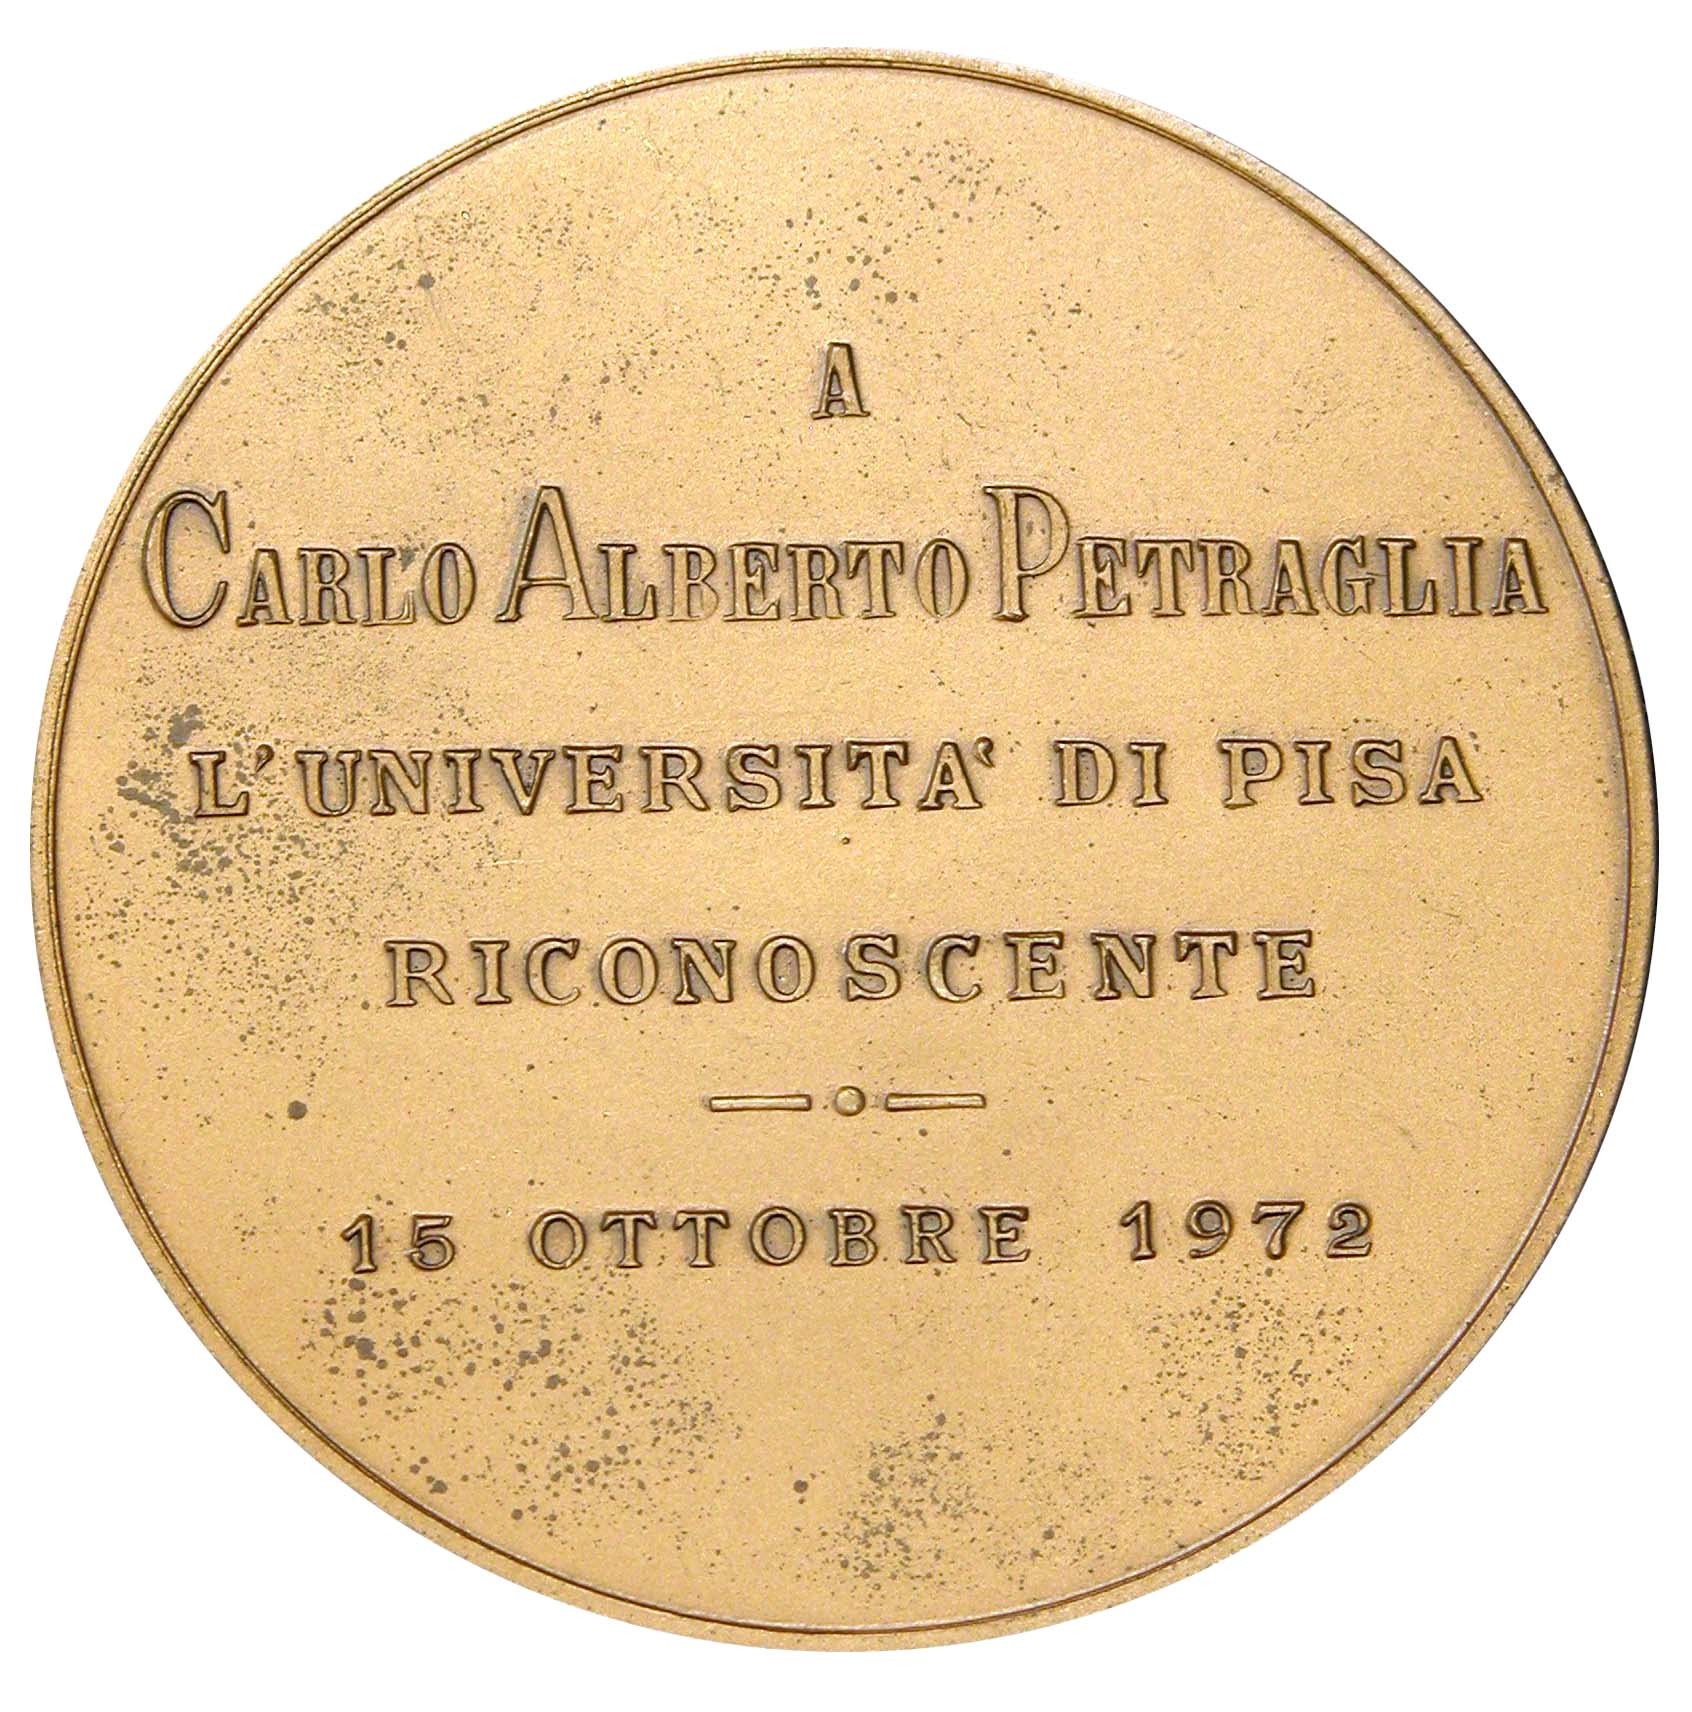 A
CARLO ALBERTO PETRAGLIA
L'UNIVERSITA' DI PISA
RICONOSCENTE
15 OTTOBRE 1972